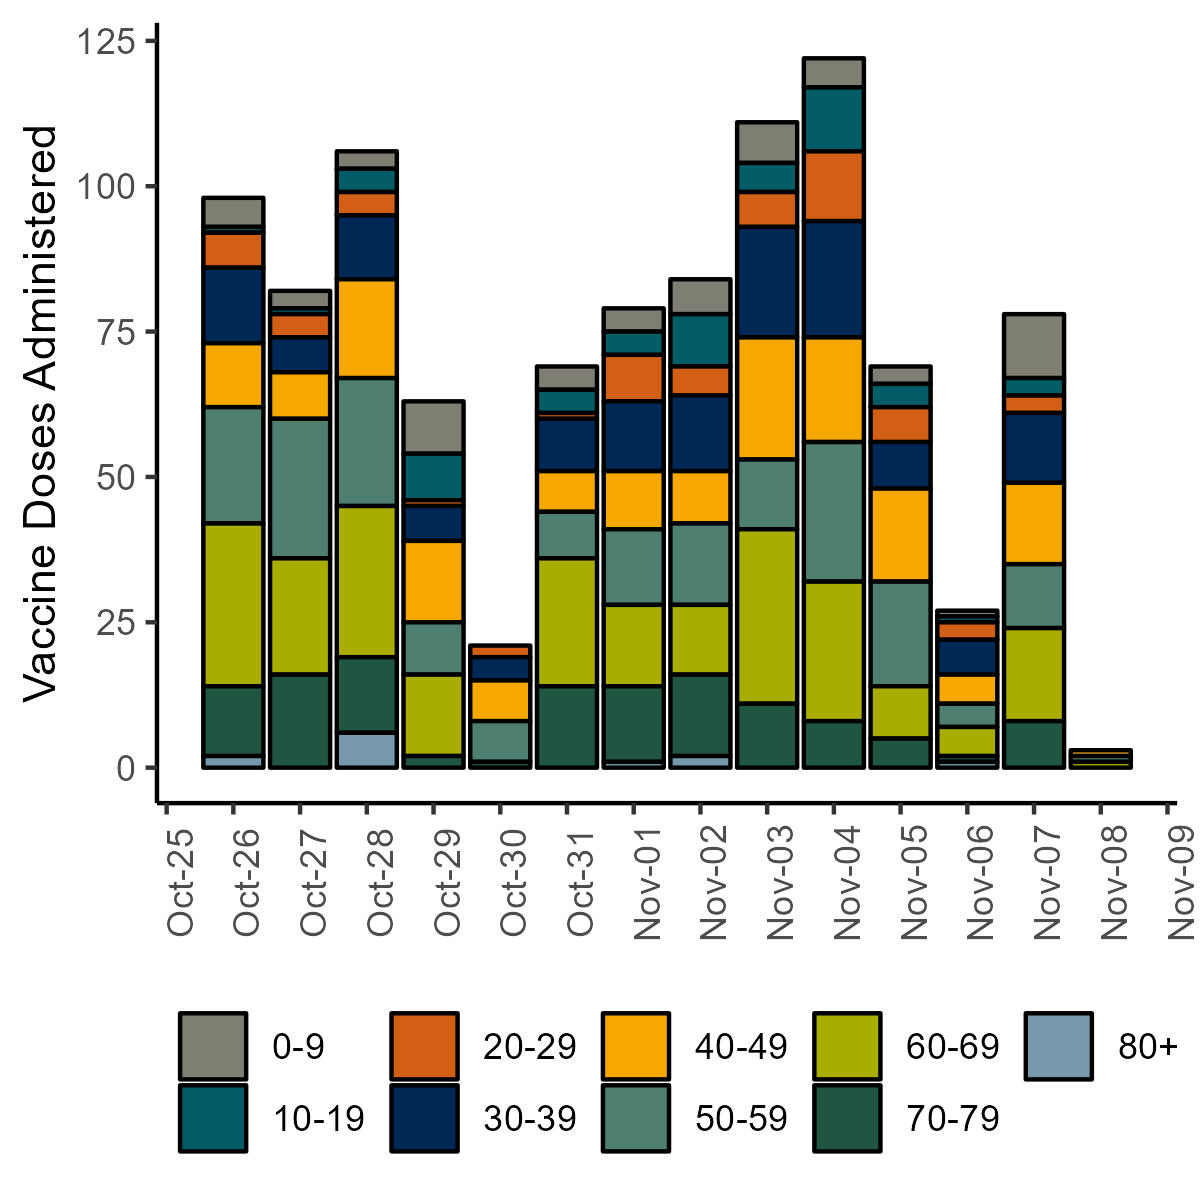 Vaccine Doses Administered
125
100
75
50
25
0
Oct-25
Oct-26
Oct-27
Oct-28
Oct-29
Oct-30
Oct-31
Nov-01
Nov-02
Nov-03
Nov-04
Nov-05
Nov-06
Nov-07
Nov-08
Nov-09
0-9 20-29 40-49 60-69 80+
10-19 30-39 50-59 70-79